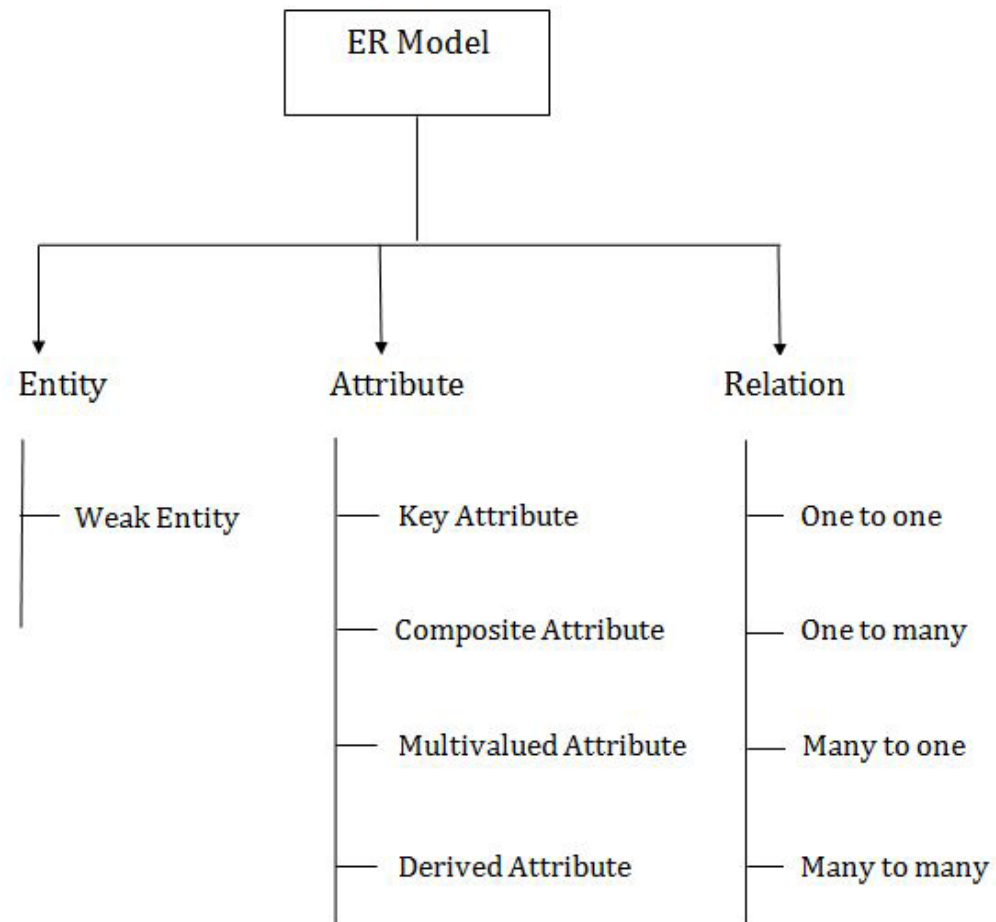 ER Model
Entity
Attribute
Relation
Weak Entity
Key Attribute
One to one
Composite Attribute
One to many
Multivalued Attribute
Many to one
Derived Attribute
Many to many